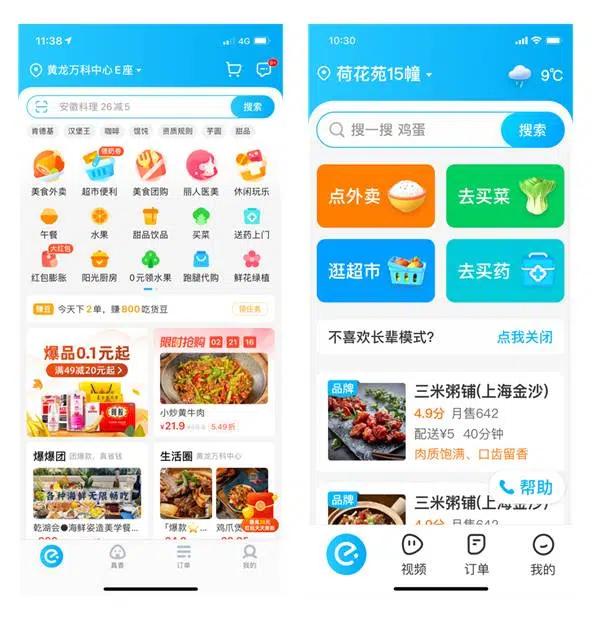 11:38
4G
黄龙万科中心E座
9+
安徽料理 26减5
搜索
肯德基 汉堡王 咖啡 馄饨 资质规则 芋圆 甜品
领奶券
美食外卖 超市便利 美食团购 丽人医美 休闲玩乐
午餐 水果 甜品饮品 买菜 送药上门
大红包
红包膨胀 阳光厨房 0元领水果 跑腿代购 鲜花绿植
赚豆 今天下2单，赚800吃货豆 领任务
爆品0.1元起
满49减20元起
限时抢购 02 21 16
小炒黄牛肉
¥21.9 5.49折
爆爆团 团爆款，真省钱
各种海鲜无限畅吃
乾湖会●海鲜姿造美学餐...
生活圈 黄龙万科中心
「爆款 鸡爪煲
真香 订单 我的
10:30
荷花苑15幢
9℃
搜一搜 鸡蛋
搜索
点外卖 去买菜
逛超市 去买药
不喜欢长辈模式? 点我关闭
品牌
三米粥铺(上海金沙)
4.9分 月售642
配送¥5 40分钟
肉质饱满、口齿留香
品牌
三米粥铺(上海金沙)
4.9分 月售642
帮助
视频 订单 我的